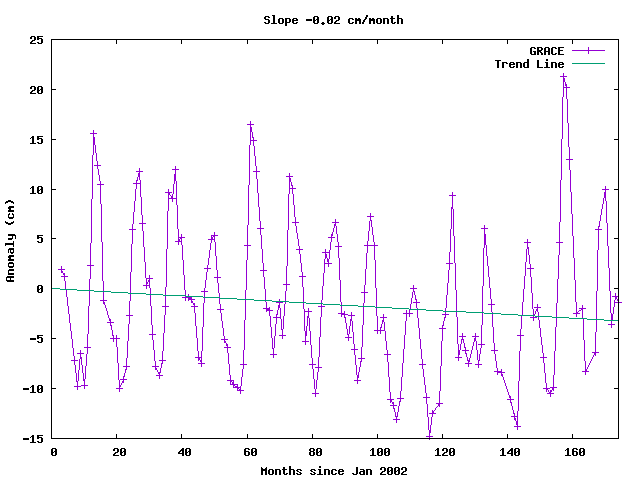 Slope -0.02 cm/month
GRACE
Trend Line
Anomaly (cm)
25
20
15
10
5
0
-5
-10
-15
0 20 40 60 80 100 120 140 160
Months since Jan 2002